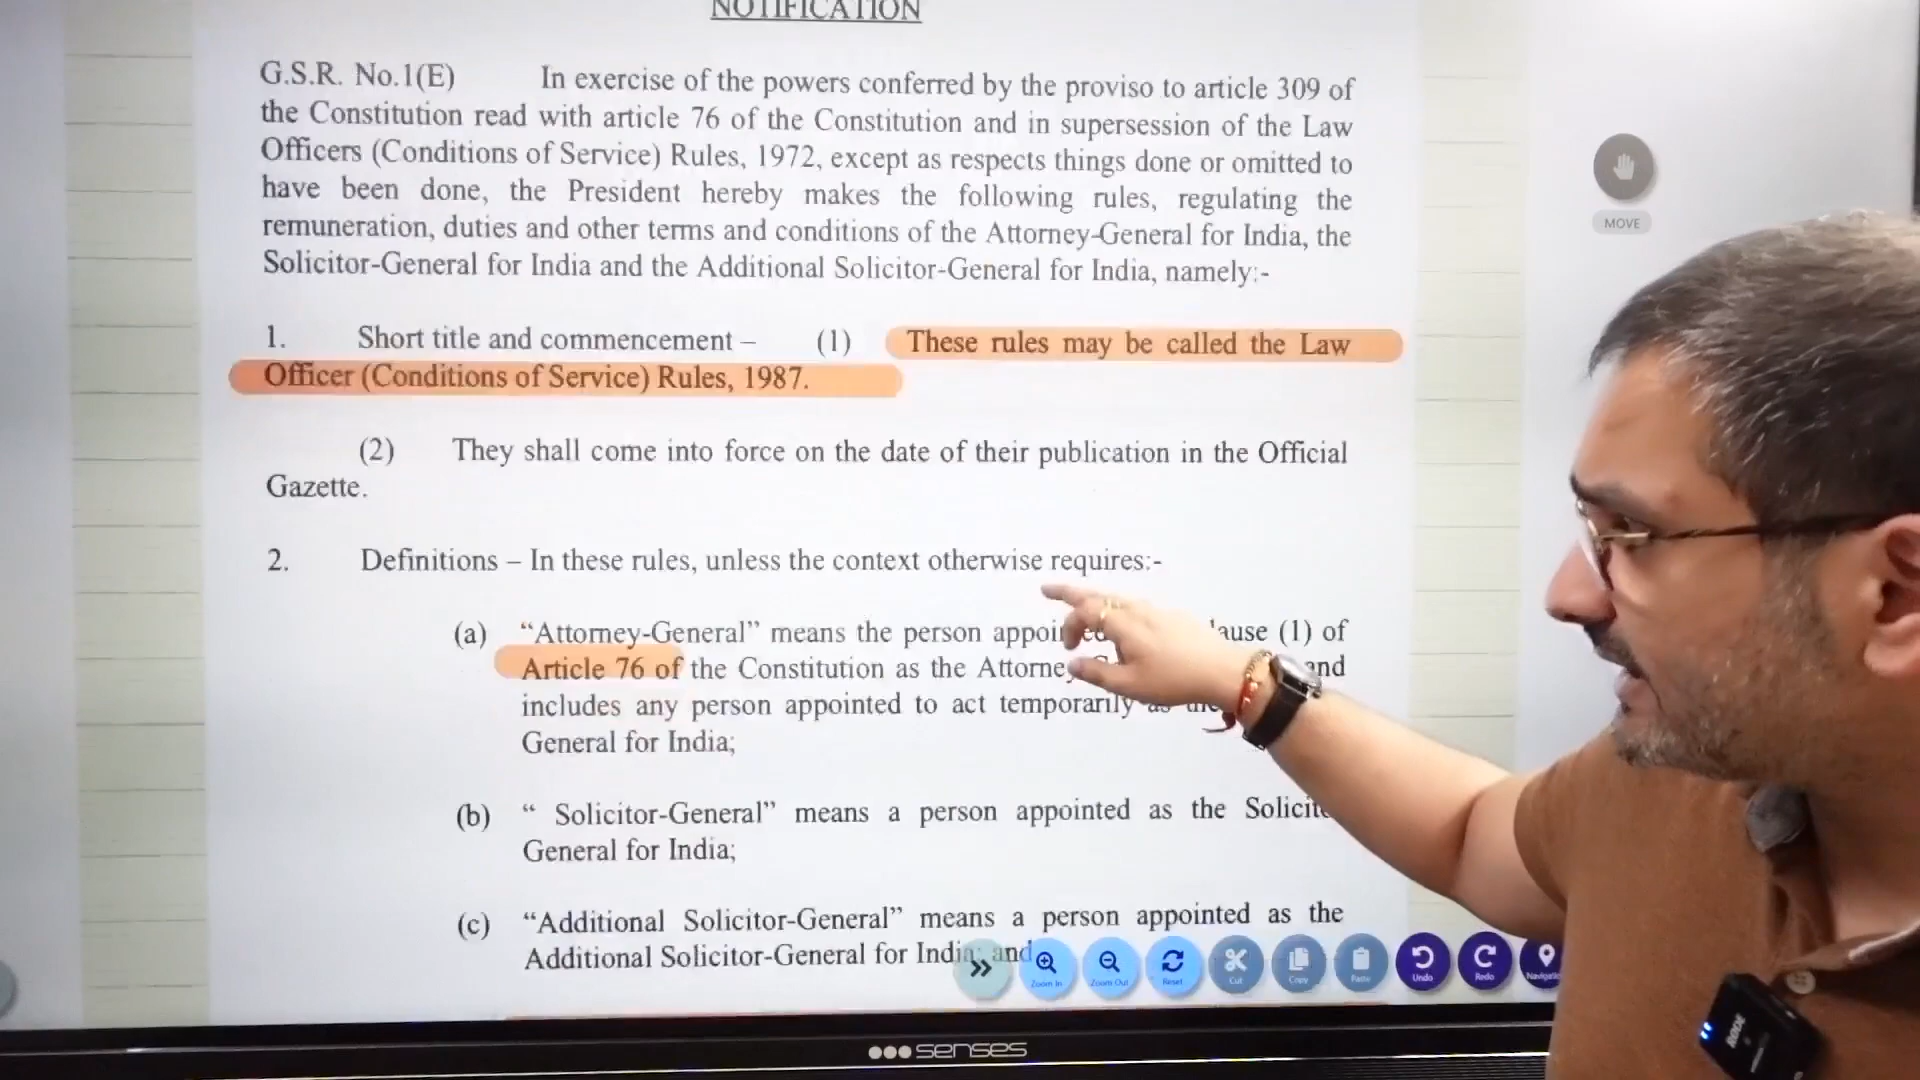 NOTIFICATION
G.S.R. No.1(E) In exercise of the powers conferred by the proviso to article 309 of
the Constitution read with article 76 of the Constitution and in supersession of the Law
Officers (Conditions of Service) Rules, 1972, except as respects things done or omitted to
have been done, the President hereby makes the following rules, regulating the
remuneration, duties and other terms and conditions of the Attorney-General for India, the
Solicitor-General for India and the Additional Solicitor-General for India, namely:-
1. Short title and commencement – (1) These rules may be called the Law
Officer (Conditions of Service) Rules, 1987.
(2) They shall come into force on the date of their publication in the Official
Gazette.
2. Definitions – In these rules, unless the context otherwise requires:-
(a) “Attorney-General” means the person (1) of
Article 76 of the Constitution as the and
includes any person appointed to act temporarily
General for India;
(b) “ Solicitor-General” means a person appointed as the
General for India;
(c) “Additional Solicitor-General” means a person appointed as the
Additional Solicitor-General for India; and
MOVE
Zoom In Zoom Out Reset Cut Copy Paste Undo Redo
senses
RØDE